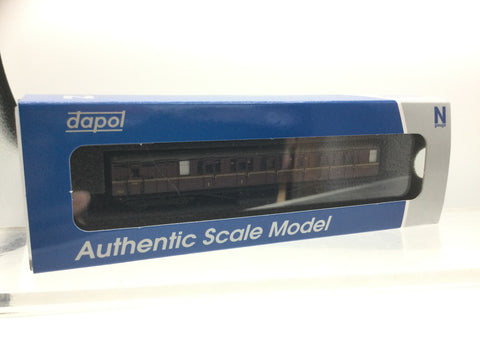 dapol
N
Authentic Scale Model